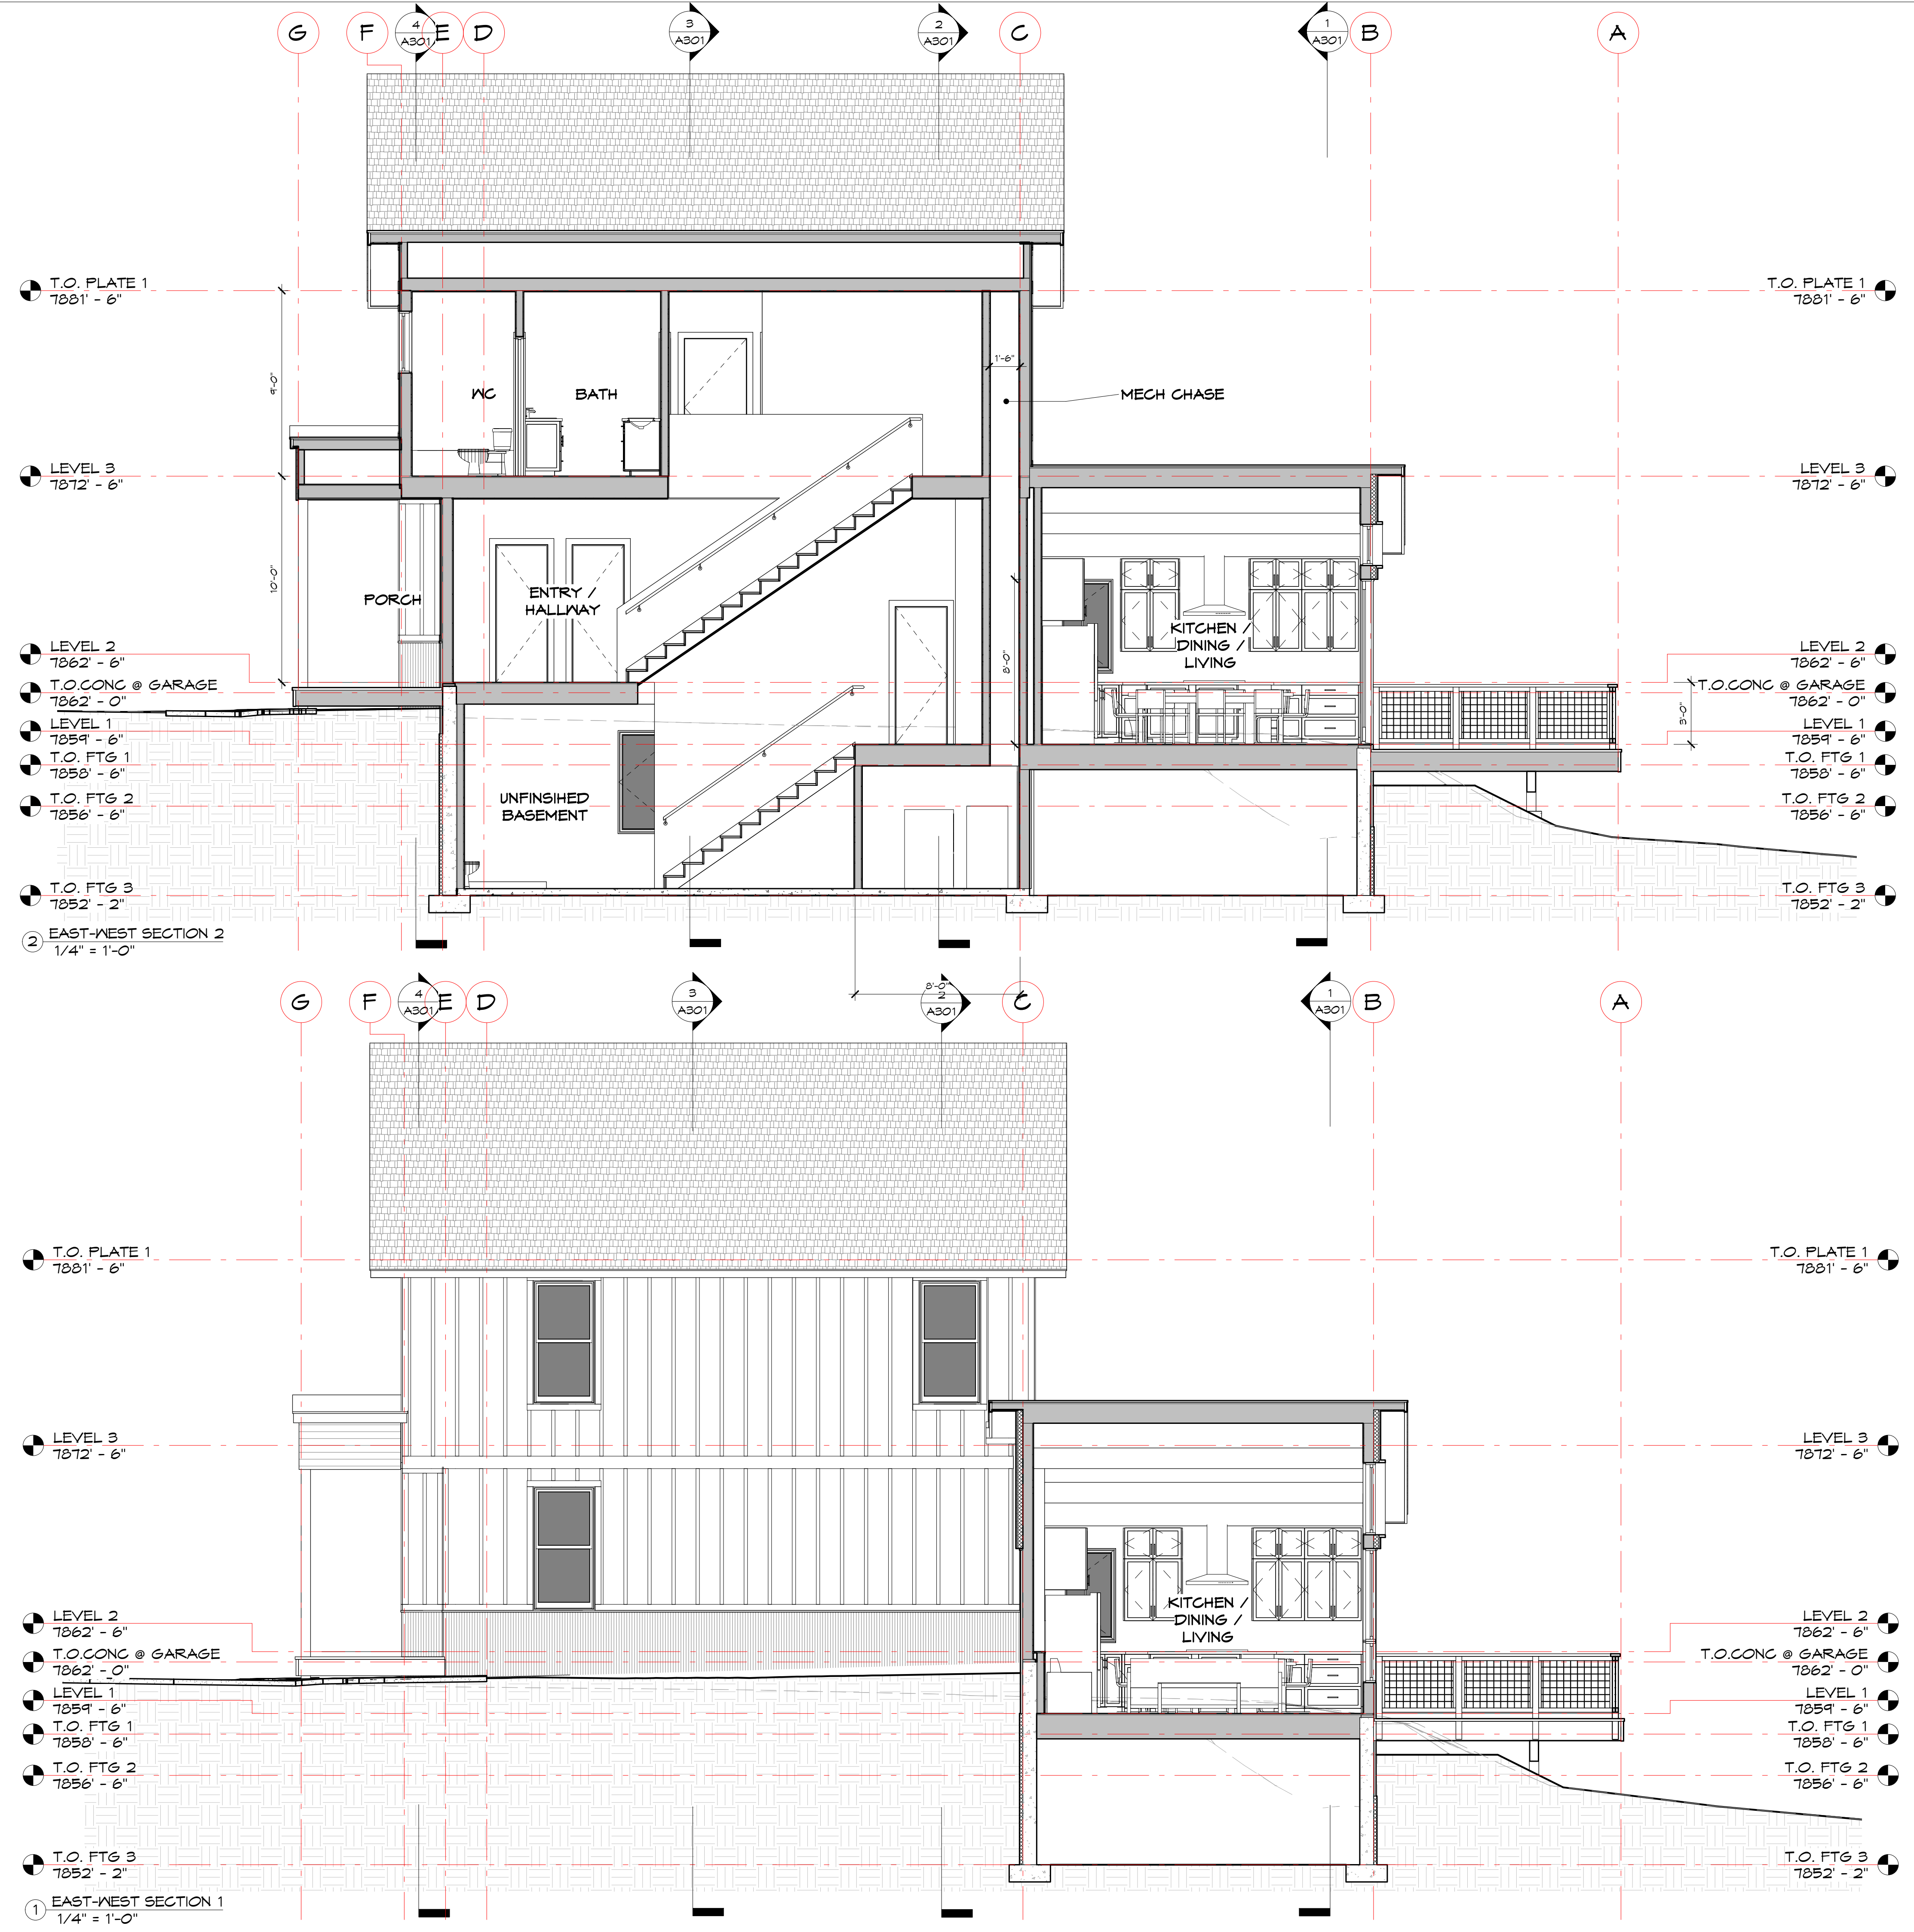 G
F
4
A301
E
D
3
A301
2
A301
C
1
A301
B
A
T.O. PLATE 1
7881' - 6"
T.O. PLATE 1
7881' - 6"
1'-6"
9'-0"
WC
BATH
MECH CHASE
LEVEL 3
7872' - 6"
LEVEL 3
7872' - 6"
10'-0"
PORCH
ENTRY /
HALLWAY
KITCHEN /
DINING /
LIVING
8'-0"
LEVEL 2
7862' - 6"
T.O.CONC @ GARAGE
7862' - 0"
LEVEL 1
7859' - 6"
T.O. FTG 1
7858' - 6"
T.O. FTG 2
7856' - 6"
T.O. FTG 3
7852' - 2"
LEVEL 2
7862' - 6"
T.O.CONC @ GARAGE
7862' - 0"
3'-0"
LEVEL 1
7859' - 6"
T.O. FTG 1
7858' - 6"
T.O. FTG 2
7856' - 6"
T.O. FTG 3
7852' - 2"
UNFINSIHED
BASEMENT
2
EAST-WEST SECTION 2
1/4" = 1'-0"
8'-0"
G
F
4
A301
E
D
3
A301
2
A301
C
1
A301
B
A
T.O. PLATE 1
7881' - 6"
T.O. PLATE 1
7881' - 6"
LEVEL 3
7872' - 6"
LEVEL 3
7872' - 6"
KITCHEN /
DINING /
LIVING
LEVEL 2
7862' - 6"
T.O.CONC @ GARAGE
7862' - 0"
LEVEL 1
7859' - 6"
T.O. FTG 1
7858' - 6"
T.O. FTG 2
7856' - 6"
T.O. FTG 3
7852' - 2"
LEVEL 2
7862' - 6"
T.O.CONC @ GARAGE
7862' - 0"
LEVEL 1
7859' - 6"
T.O. FTG 1
7858' - 6"
T.O. FTG 2
7856' - 6"
T.O. FTG 3
7852' - 2"
1
EAST-WEST SECTION 1
1/4" = 1'-0"